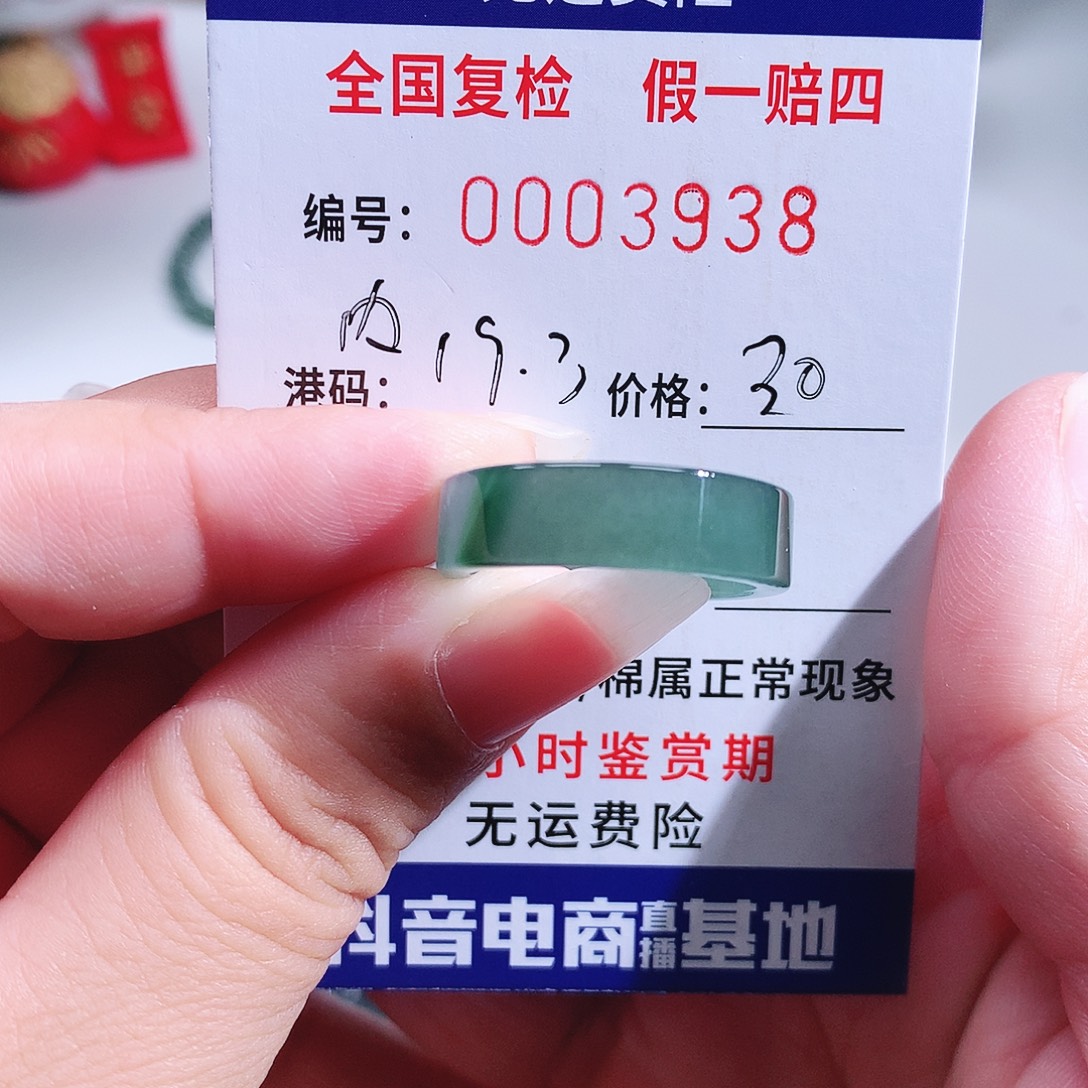 全国复检 假一赔四
编号: 0003938
内 19.3
港码: 价格: 30
棉属正常现象
小时鉴赏期
无运费险
抖音电商直播基地